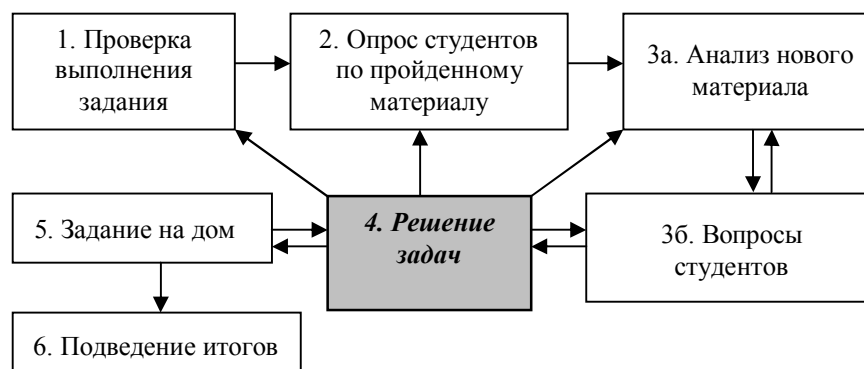 1. Проверка
выполнения
задания
2. Опрос студентов
по пройденному
материалу
3а. Анализ нового
материала
5. Задание на дом
4. Решение
задач
3б. Вопросы
студентов
6. Подведение итогов